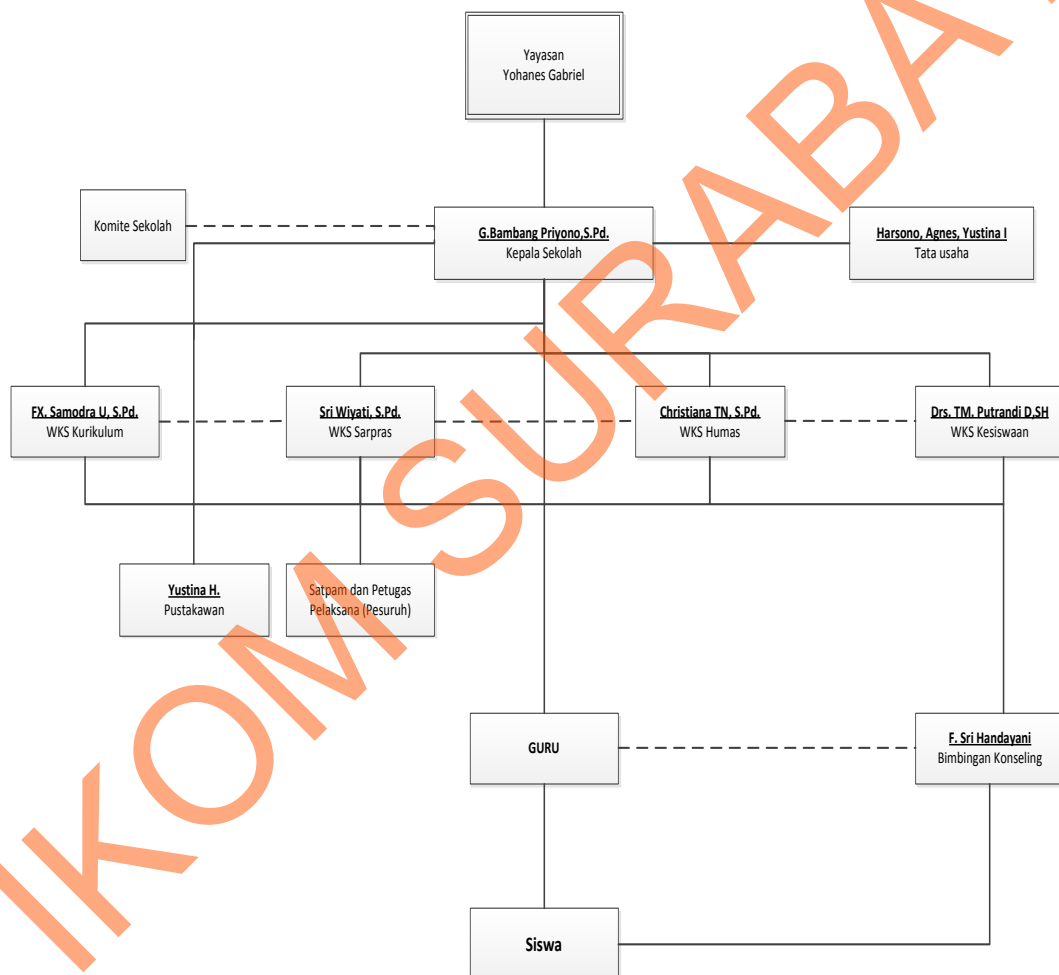 Yayasan
Yohanes Gabriel
Komite Sekolah
G.Bambang Priyono,S.Pd.
Kepala Sekolah
Harsono, Agnes, Yustina I
Tata usaha
FX. Samodra U, S.Pd.
WKS Kurikulum
Sri Wiyati, S.Pd.
WKS Sarpras
Christiana TN, S.Pd.
WKS Humas
Drs. TM. Putrandi D,SH
WKS Kesiswaan
Yustina H.
Pustakawan
Satpam dan Petugas
Pelaksana (Pesuruh)
GURU
F. Sri Handayani
Bimbingan Konseling
Siswa
IKOM SURABA